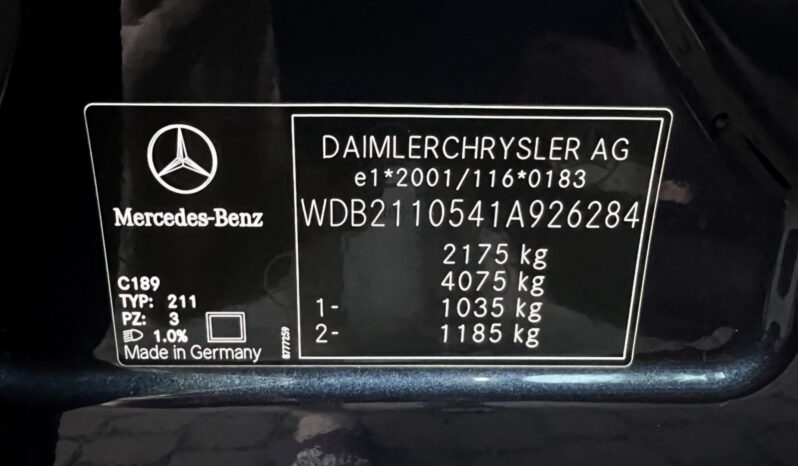 Mercedes-Benz
C189
TYP: 211
PZ: 3
1.0%
Made in Germany
8777259
DAIMLERCHRYSLER AG
e1*2001/116*0183
WDB2110541A926284
2175 kg
4075 kg
1- 1035 kg
2- 1185 kg